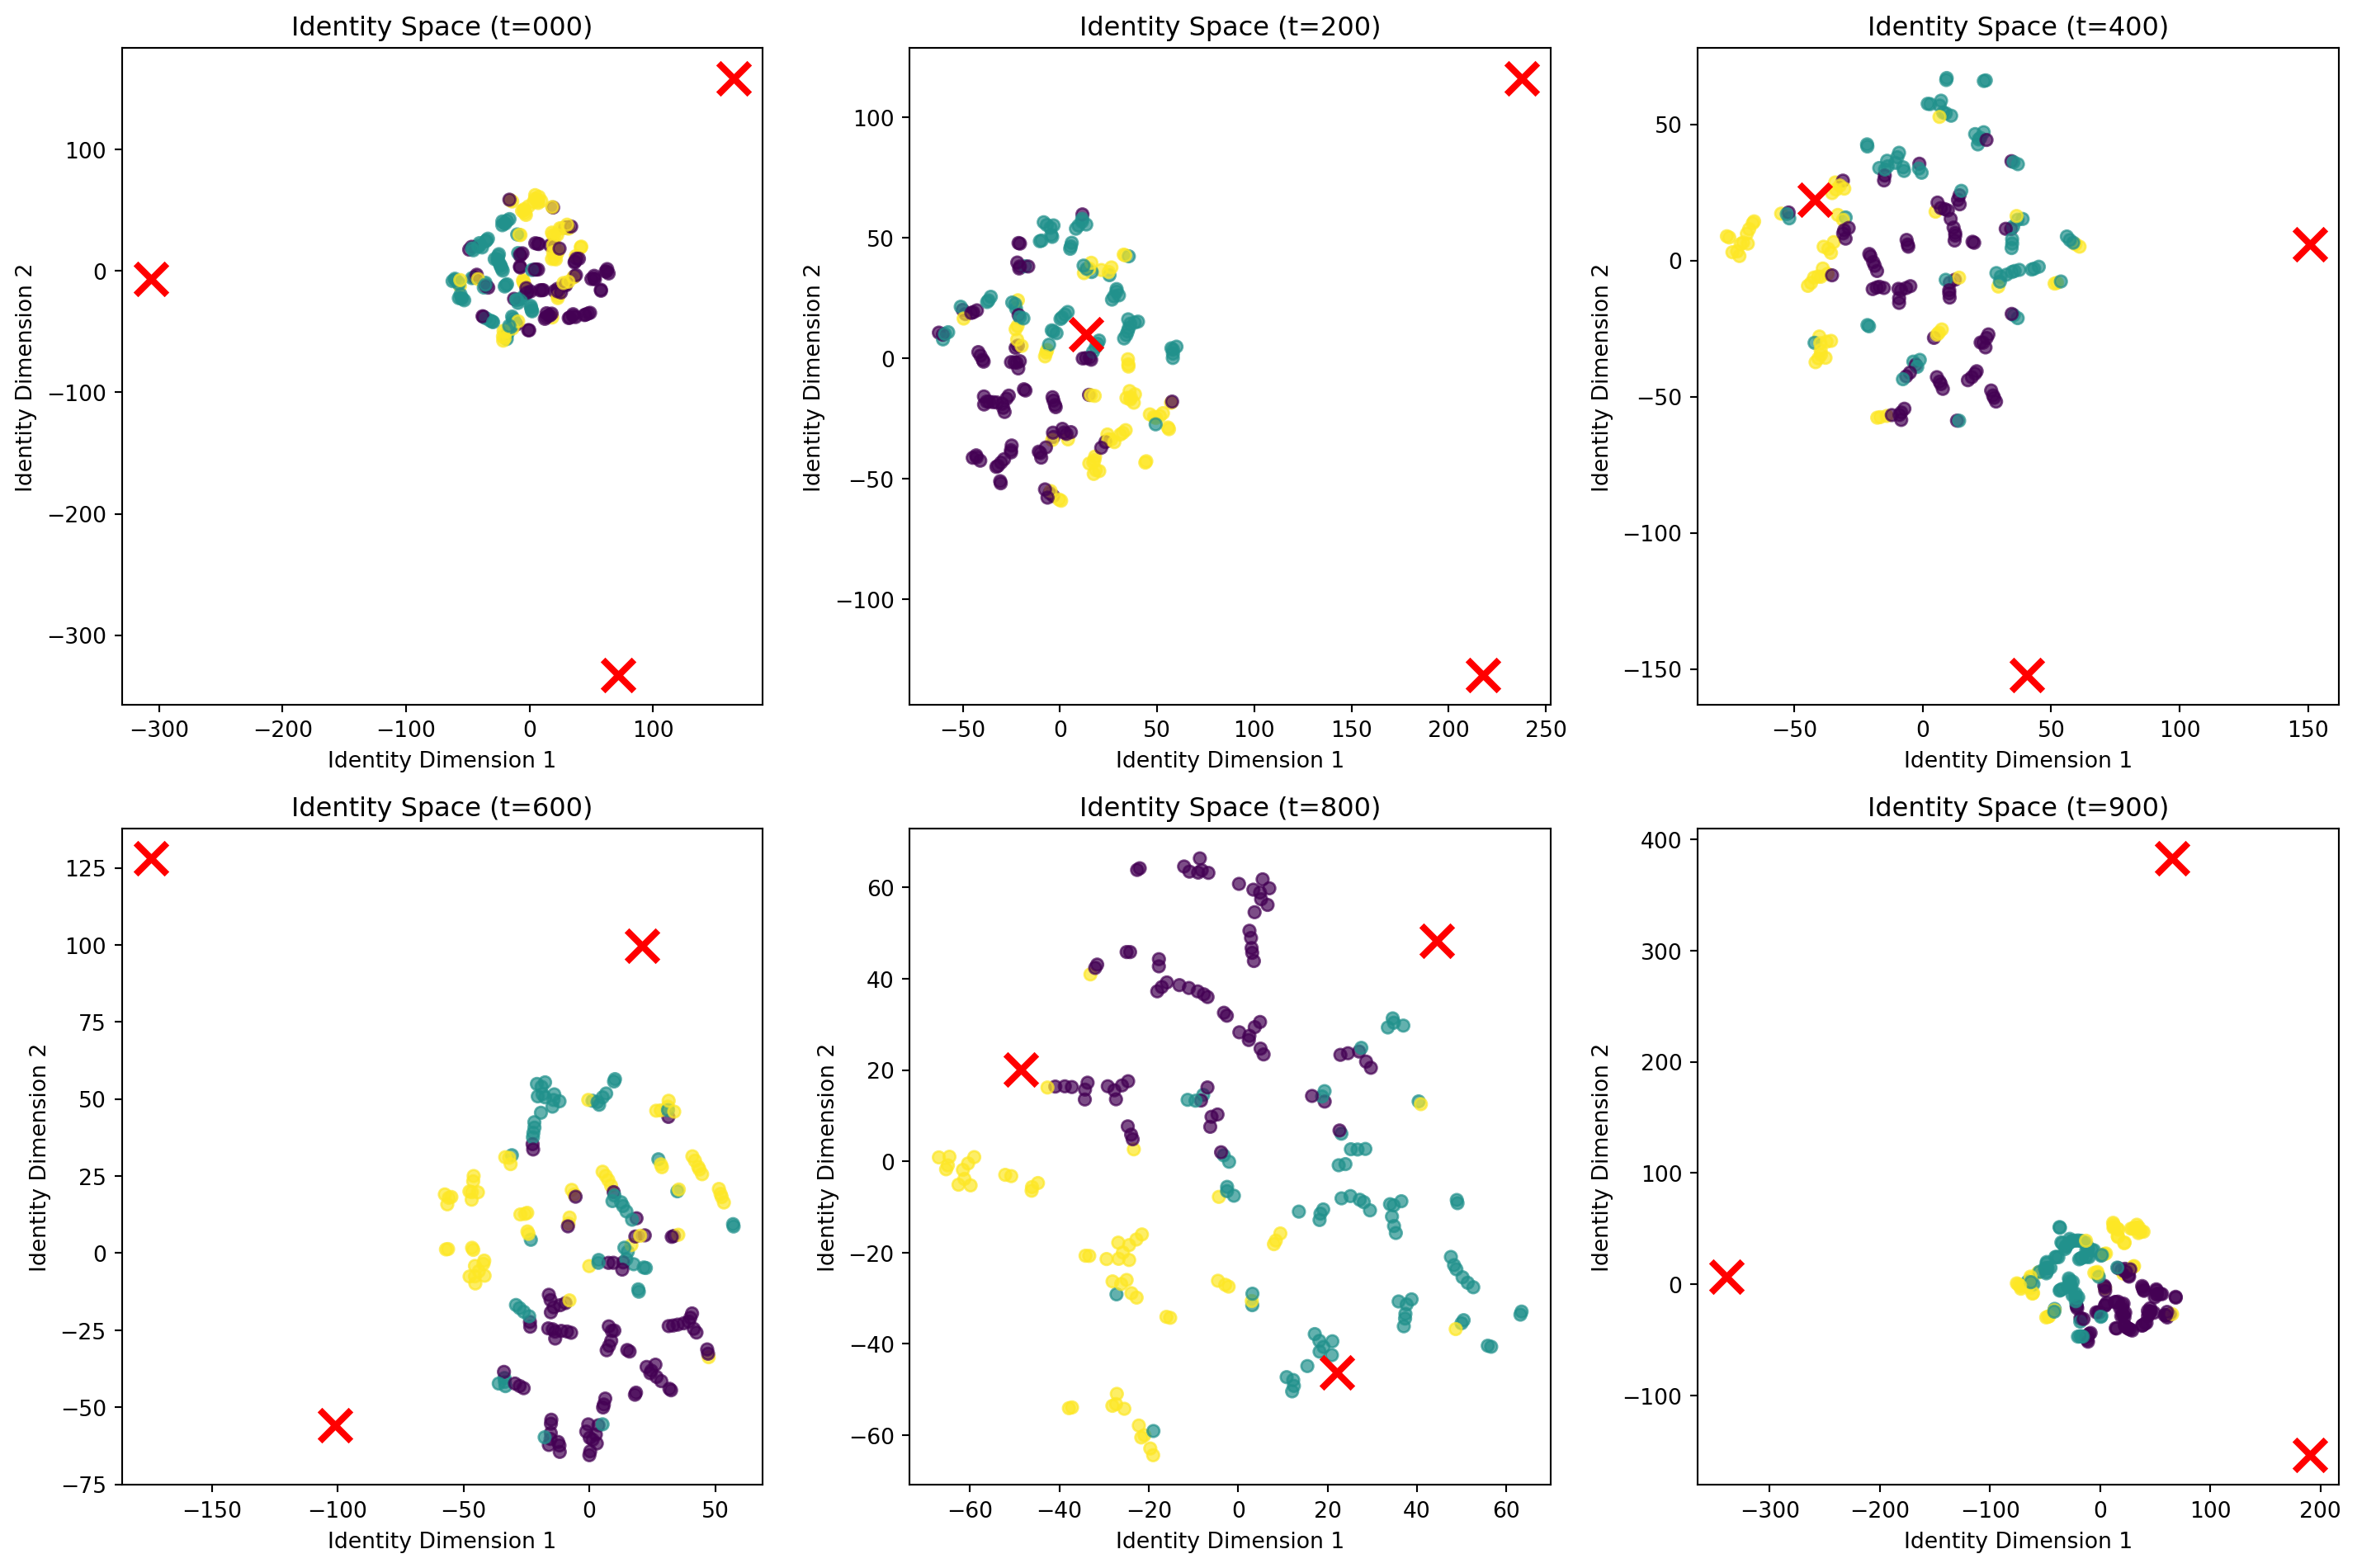 Identity Space (t=000)
100
0
−100
−200
−300
Identity Dimension 2
−300 −200 −100 0 100
Identity Dimension 1
Identity Space (t=200)
100
50
0
−50
−100
Identity Dimension 2
−50 0 50 100 150 200 250
Identity Dimension 1
Identity Space (t=400)
50
0
−50
−100
−150
Identity Dimension 2
−50 0 50 100 150
Identity Dimension 1
Identity Space (t=600)
125
100
75
50
25
0
−25
−50
−75
Identity Dimension 2
−150 −100 −50 0 50
Identity Dimension 1
Identity Space (t=800)
60
40
20
0
−20
−40
−60
Identity Dimension 2
−60 −40 −20 0 20 40 60
Identity Dimension 1
Identity Space (t=900)
400
300
200
100
0
−100
Identity Dimension 2
−300 −200 −100 0 100 200
Identity Dimension 1